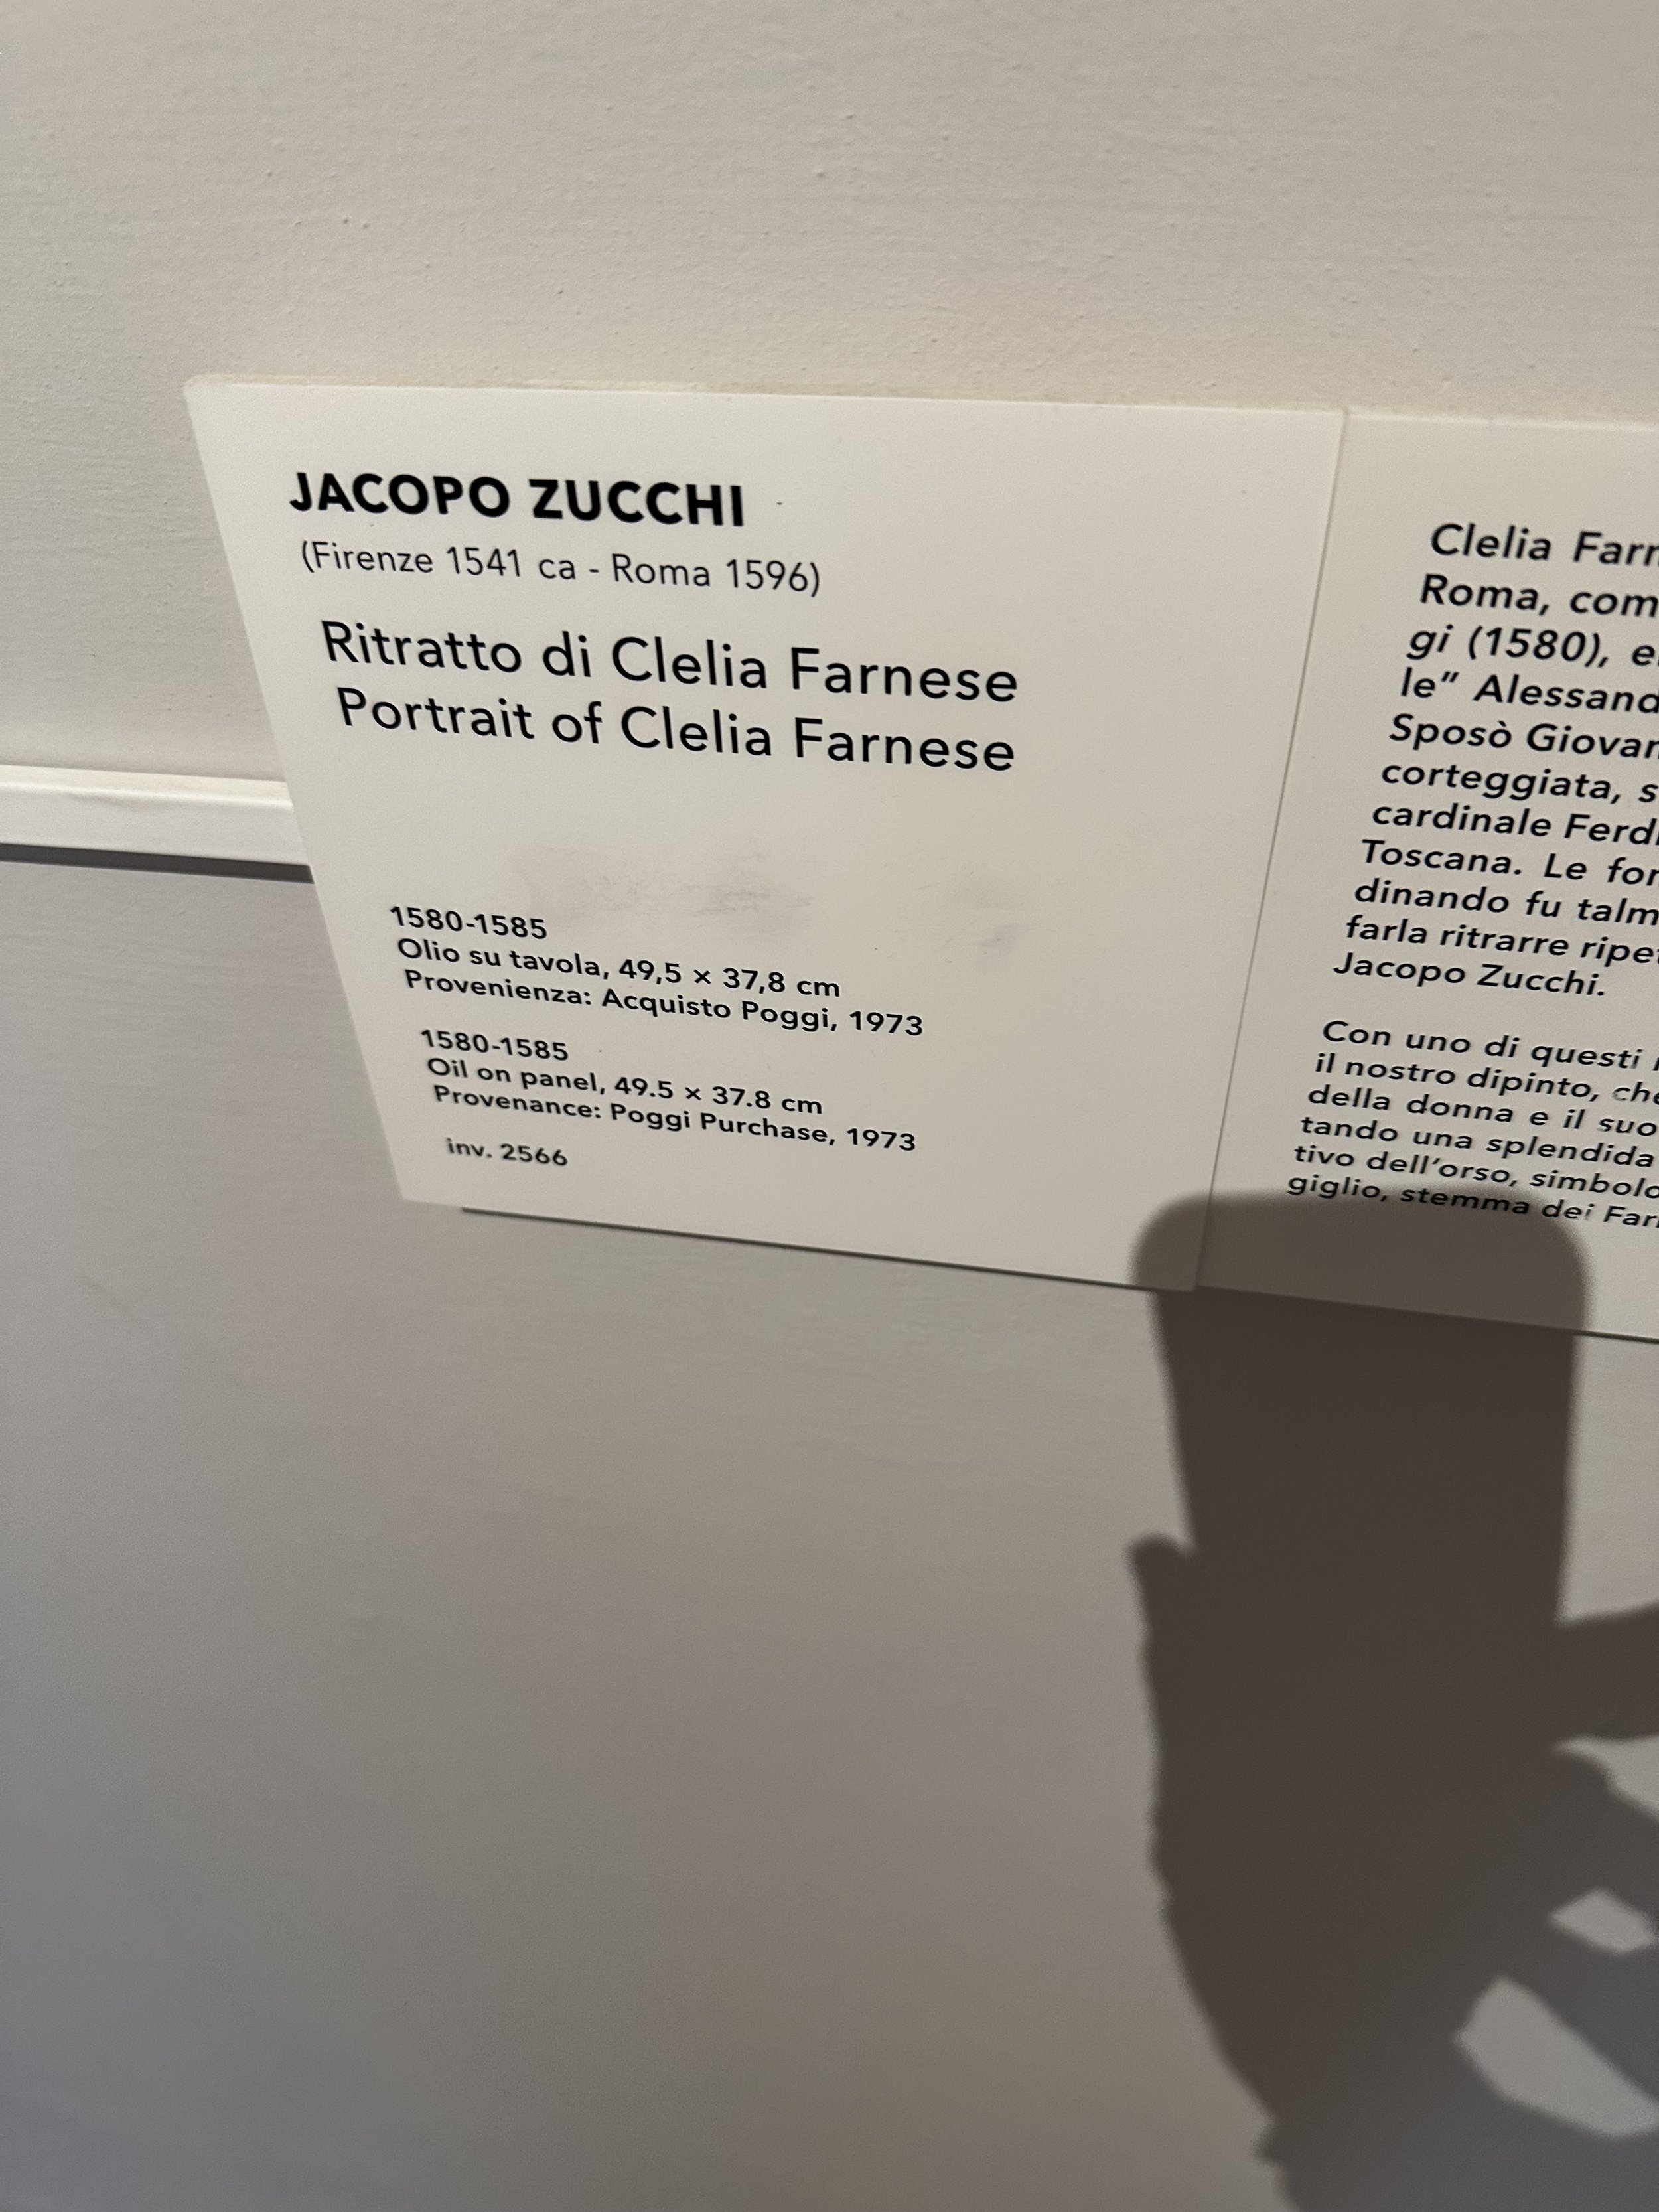 JACOPO ZUCCHI
(Firenze 1541 ca - Roma 1596)
Ritratto di Clelia Farnese
Portrait of Clelia Farnese
1580-1585
Olio su tavola, 49,5 × 37,8 cm
Provenienza: Acquisto Poggi, 1973
1580-1585
Oil on panel, 49.5 × 37.8 cm
Provenance: Poggi Purchase, 1973
inv. 2566
Clelia
Roma,
gi (1580),
le"
Sposò
corteggiata,
cardinale
Toscana. Le
dinando fu
farla ritrarre
Jacopo Zucchi.
Con uno di questi
il nostro dipinto,
della donna e il suo
tando una splendida
tivo dell'orso,
giglio, stemma dei